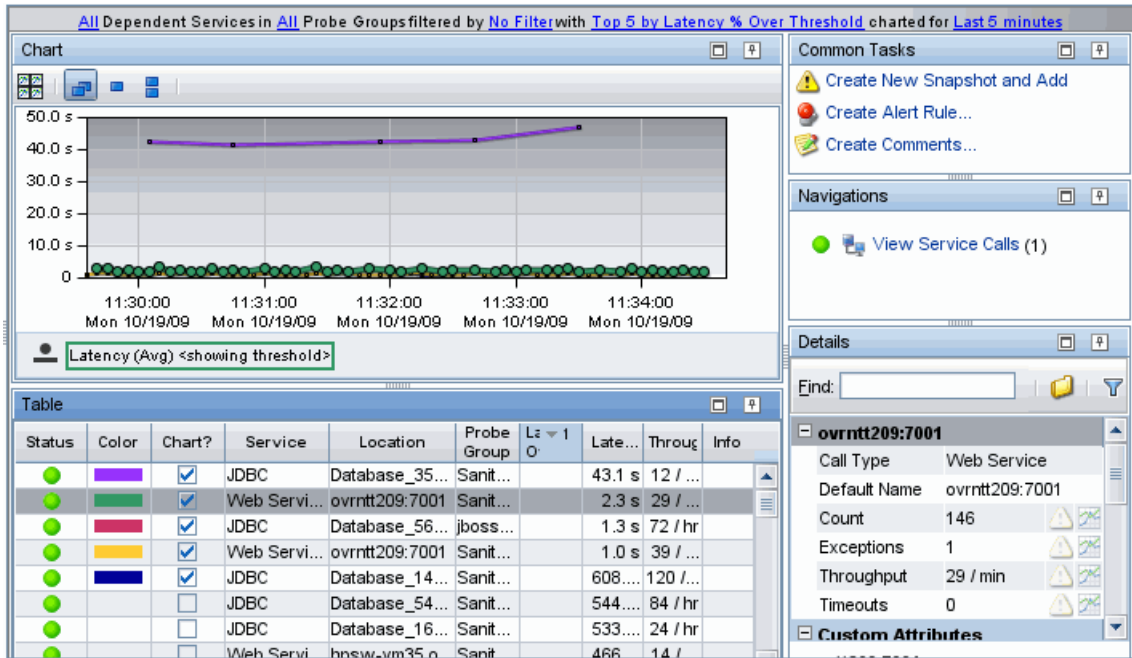 All Dependent Services in All Probe Groups filtered by No Filter with Top 5 by Latency % Over Threshold charted for Last 5 minutes
Chart
50.0 s
40.0 s
30.0 s
20.0 s
10.0 s
0
11:30:00 11:31:00 11:32:00 11:33:00 11:34:00
Mon 10/19/09 Mon 10/19/09 Mon 10/19/09 Mon 10/19/09 Mon 10/19/09
Latency (Avg) <showing threshold>
Table
Status Color Chart? Service Location Probe Group La 1 O Late... Throug Info
JDBC Database_35... Sanit... 43.1 s 12 / ...
Web Servi... ovrntt209:7001 Sanit... 2.3 s 29 / ...
JDBC Database_56... jboss... 1.3 s 72 / hr
Web Servi... ovrntt209:7001 Sanit... 1.0 s 39 / ...
JDBC Database_14... Sanit... 608.... 120 /...
JDBC Database_54... Sanit... 544.... 84 / hr
JDBC Database_16... Sanit... 533.... 24 / hr
Web Servi... hpsw-vm35.o... Sanit... 466.... 14 / ...
Common Tasks
Create New Snapshot and Add
Create Alert Rule...
Create Comments...
Navigations
View Service Calls (1)
Details
Find:
ovrntt209:7001
Call Type Web Service
Default Name ovrntt209:7001
Count 146
Exceptions 1
Throughput 29 / min
Timeouts 0
Custom Attributes